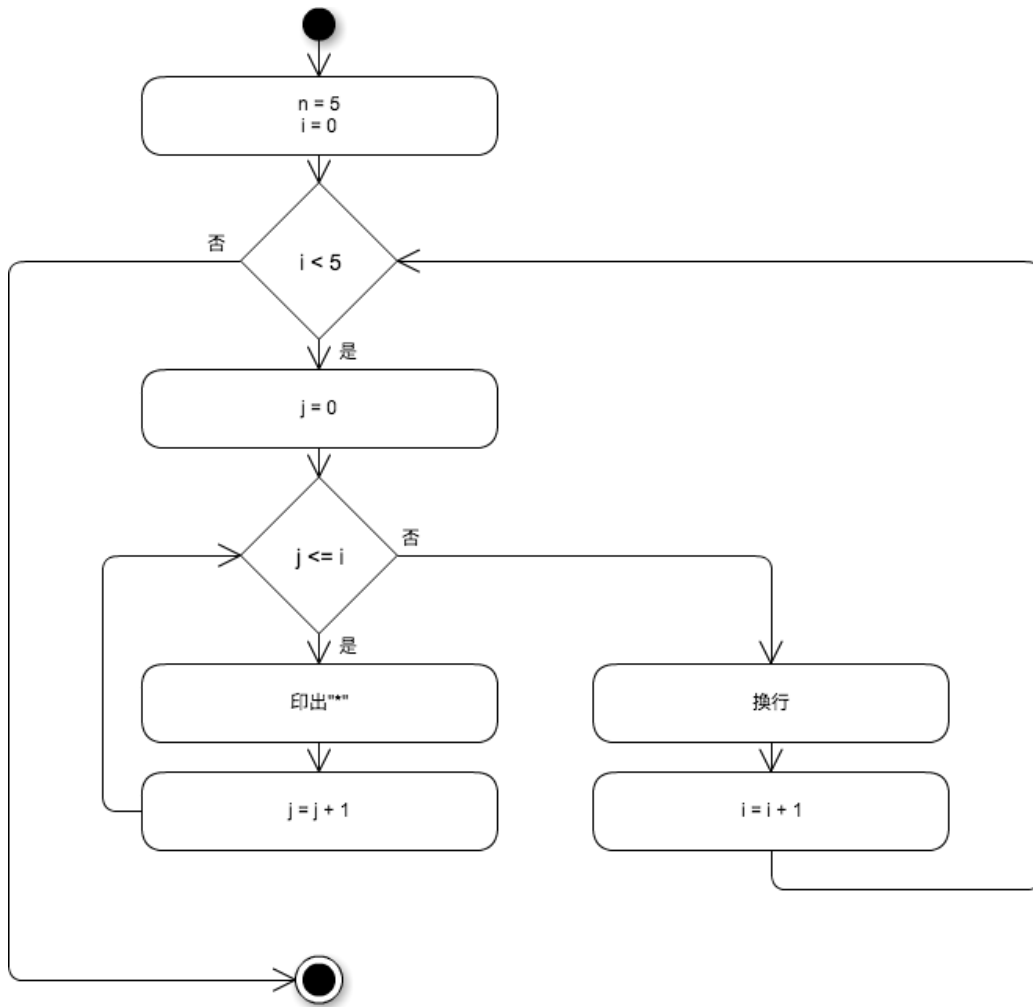 n = 5
i = 0
否
i < 5
是
j = 0
否
j <= i
是
印出"*"
換行
j = j + 1
i = i + 1